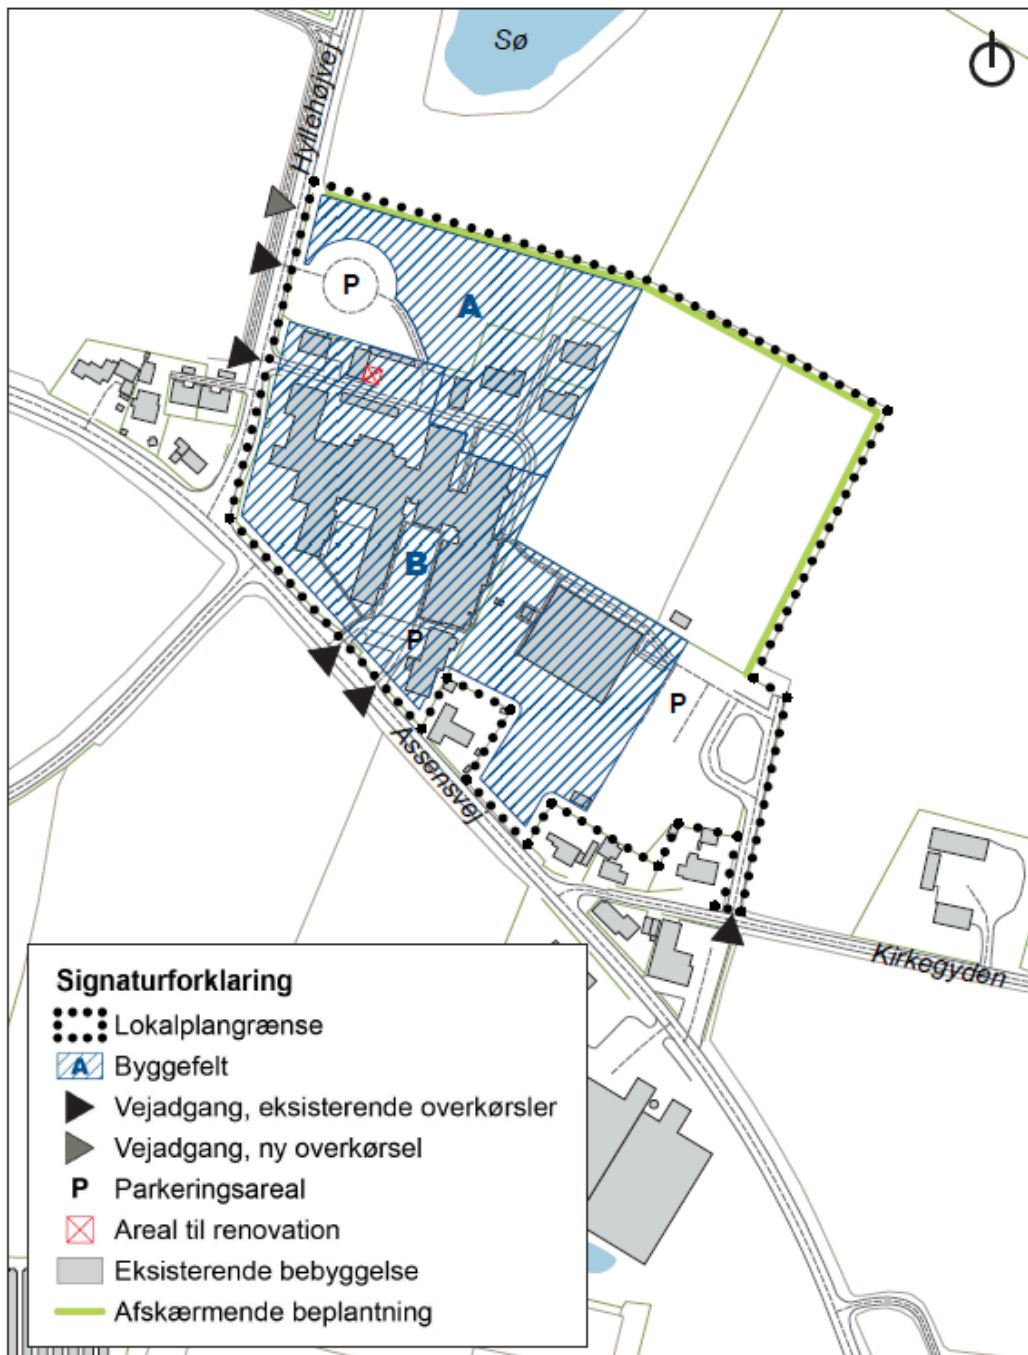 Sø
Hyllehøjvej
P
A
B
P
P
Assensvej
Kirkegyden
Signaturforklaring
Lokalplangrænse
A Byggefelt
Vejadgang, eksisterende overkørsler
Vejadgang, ny overkørsel
P Parkeringsareal
Areal til renovation
Eksisterende bebyggelse
Afskærmende beplantning